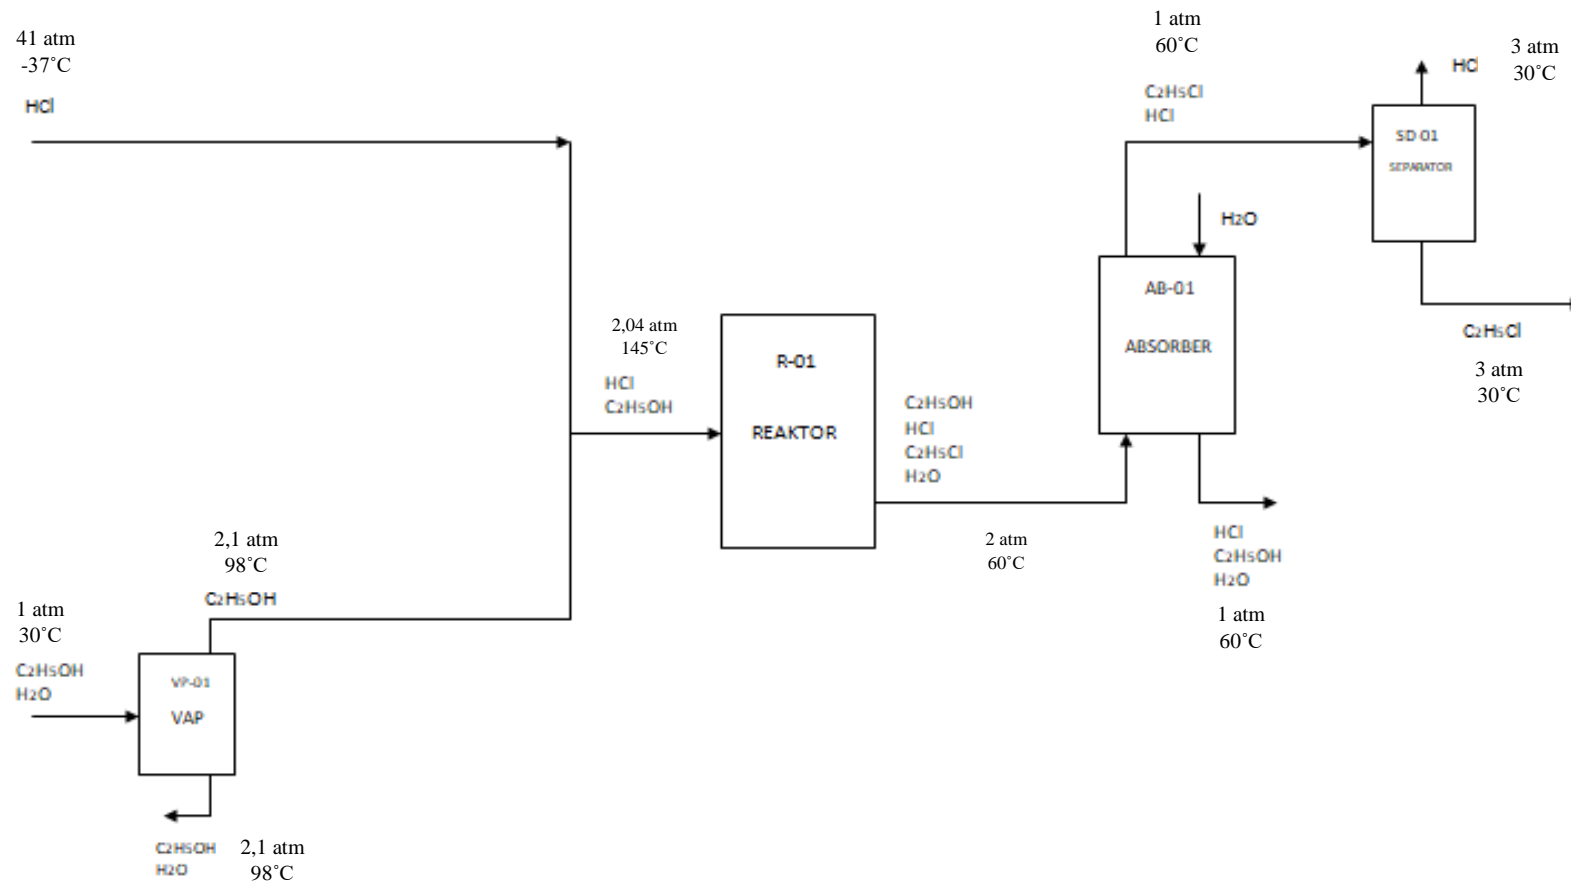 41 atm
-37°C
HCl
1 atm
60°C
C2H5Cl
HCl
HCl
3 atm
30°C
SD 01
SEPARATOR
H2O
AB-01
ABSORBER
C2H5Cl
3 atm
30°C
2,04 atm
145°C
HCl
C2H5OH
R-01
REAKTOR
C2H5OH
HCl
C2H5Cl
H2O
2 atm
60°C
HCl
C2H5OH
H2O
1 atm
60°C
2,1 atm
98°C
C2H5OH
1 atm
30°C
C2H5OH
H2O
VP-01
VAP
C2H5OH
H2O
2,1 atm
98°C